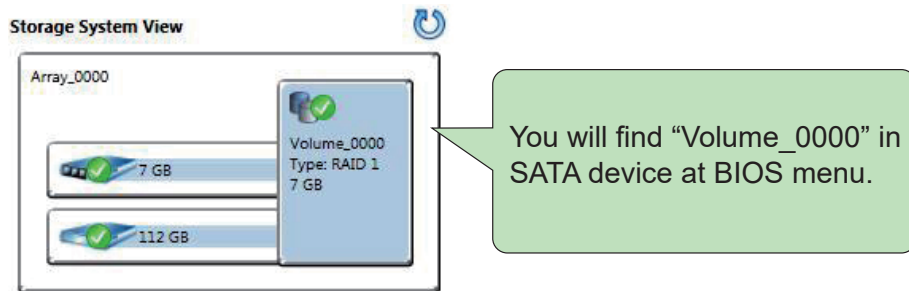 Storage System View
Array_0000
Volume_0000
Type: RAID 1
7 GB
7 GB
112 GB
You will find “Volume_0000” in
SATA device at BIOS menu.